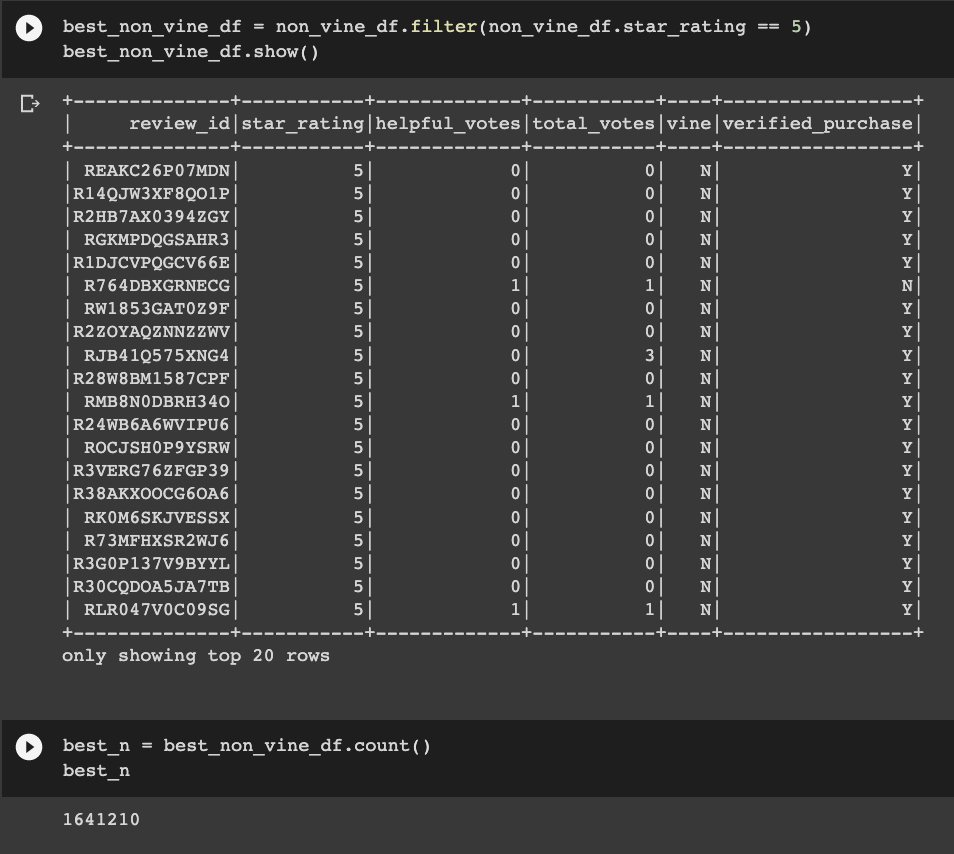 best_non_vine_df = non_vine_df.filter(non_vine_df.star_rating == 5)
best_non_vine_df.show()
+--------------+-----------+-------------+-----------+----+-----------------+
|     review_id|star_rating|helpful_votes|total_votes|vine|verified_purchase|
+--------------+-----------+-------------+-----------+----+-----------------+
| REAKC26P07MDN|          5|            0|          0|   N|                Y|
|R14QJW3XF8QO1P|          5|            0|          0|   N|                Y|
|R2HB7AX0394ZGY|          5|            0|          0|   N|                Y|
| RGKMPDQGSAHR3|          5|            0|          0|   N|                Y|
|R1DJCVPQGCV66E|          5|            0|          0|   N|                Y|
| R764DBXGRNECG|          5|            1|          1|   N|                N|
| RW1853GAT0Z9F|          5|            0|          0|   N|                Y|
|R2ZOYAQZNNZZWV|          5|            0|          0|   N|                Y|
| RJB41Q575XNG4|          5|            0|          3|   N|                Y|
|R28W8BM1587CPF|          5|            0|          0|   N|                Y|
| RMB8N0DBRH34O|          5|            1|          1|   N|                Y|
|R24WB6A6WVIPU6|          5|            0|          0|   N|                Y|
| ROCJSH0P9YSRW|          5|            0|          0|   N|                Y|
|R3VERG76ZFGP39|          5|            0|          0|   N|                Y|
|R38AKXOOCG6OA6|          5|            0|          0|   N|                Y|
| RK0M6SKJVESSX|          5|            0|          0|   N|                Y|
| R73MFHXSR2WJ6|          5|            0|          0|   N|                Y|
|R3G0P137V9BYYL|          5|            0|          0|   N|                Y|
|R30CQDOA5JA7TB|          5|            0|          0|   N|                Y|
| RLR047V0C09SG|          5|            1|          1|   N|                Y|
+--------------+-----------+-------------+-----------+----+-----------------+
only showing top 20 rows
best_n = best_non_vine_df.count()
best_n
1641210